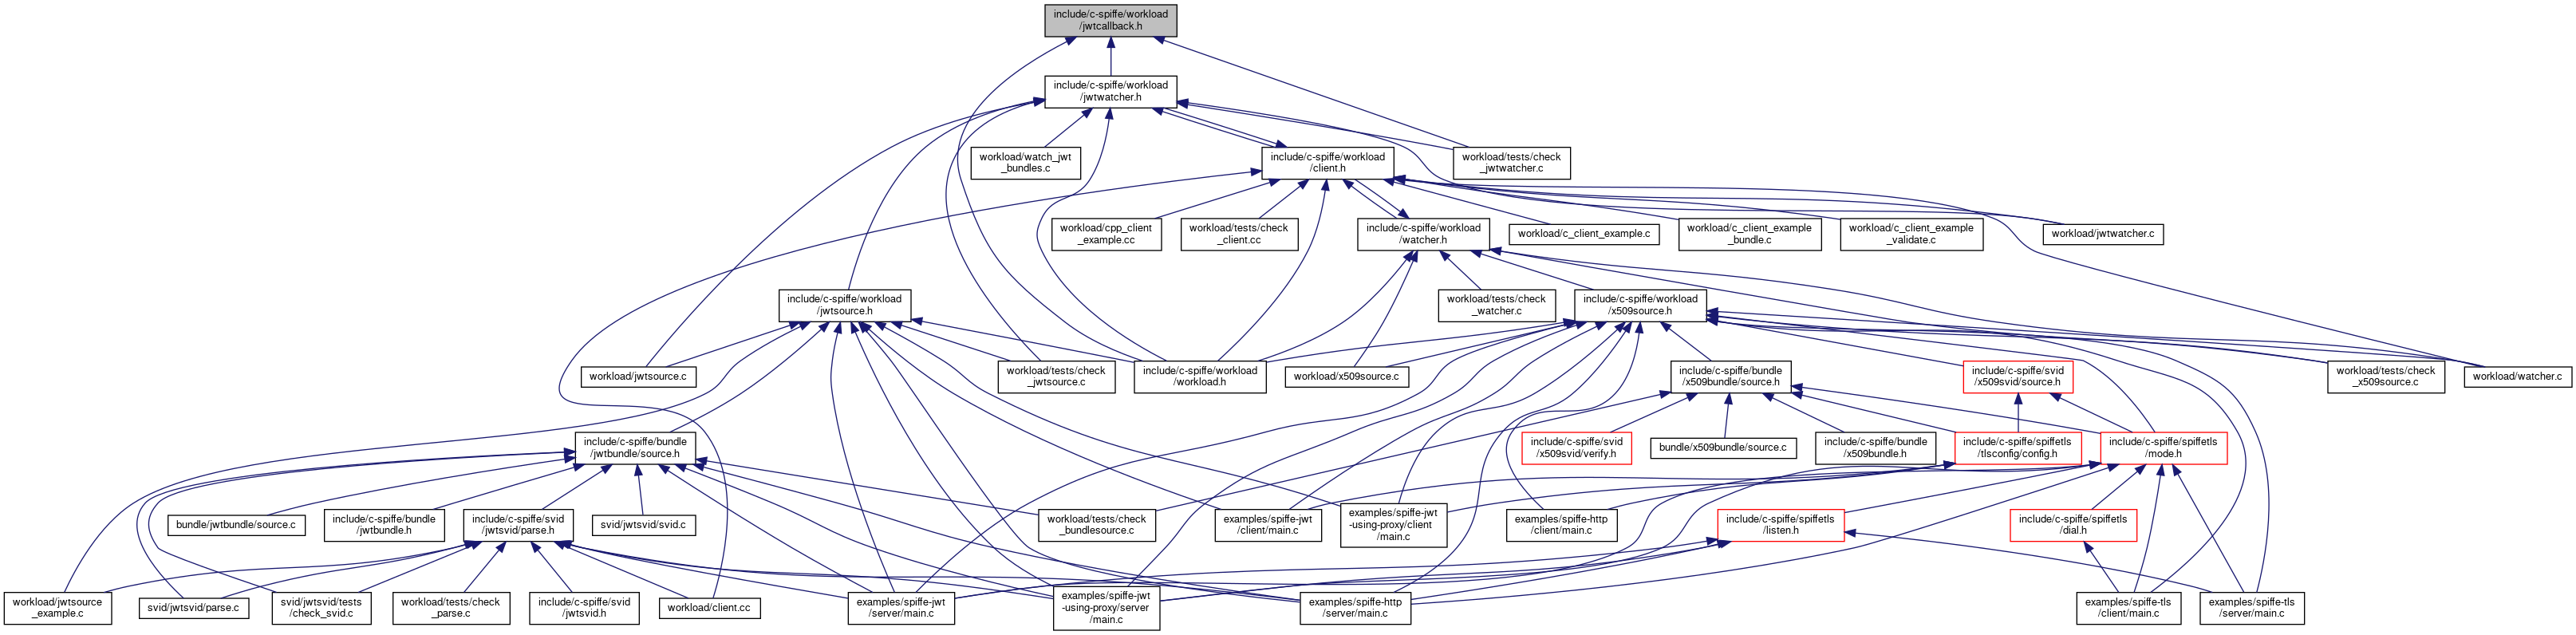 include/c-spiffe/workload
/jwtcallback.h
include/c-spiffe/workload
/jwtwatcher.h
workload/watch_jwt
_bundles.c
include/c-spiffe/workload
/client.h
workload/tests/check
_jwtwatcher.c
workload/cpp_client
_example.cc
workload/tests/check
_client.cc
include/c-spiffe/workload
/watcher.h
workload/c_client_example.c
workload/c_client_example
_bundle.c
workload/c_client_example
_validate.c
workload/jwtwatcher.c
include/c-spiffe/workload
/jwtsource.h
workload/tests/check
_watcher.c
include/c-spiffe/workload
/x509source.h
workload/jwtsource.c
workload/tests/check
_jwtsource.c
include/c-spiffe/workload
/workload.h
workload/x509source.c
include/c-spiffe/bundle
/x509bundle/source.h
include/c-spiffe/svid
/x509svid/source.h
workload/tests/check
_x509source.c
workload/watcher.c
include/c-spiffe/bundle
/jwtbundle/source.h
include/c-spiffe/svid
/x509svid/verify.h
bundle/x509bundle/source.c
include/c-spiffe/bundle
/x509bundle.h
include/c-spiffe/spiffetls
/tlsconfig/config.h
include/c-spiffe/spiffetls
/mode.h
bundle/jwtbundle/source.c
include/c-spiffe/bundle
/jwtbundle.h
include/c-spiffe/svid
/jwtsvid/parse.h
svid/jwtsvid/svid.c
workload/tests/check
_bundlesource.c
examples/spiffe-jwt
/client/main.c
examples/spiffe-jwt
-using-proxy/client
/main.c
examples/spiffe-http
/client/main.c
include/c-spiffe/spiffetls
/listen.h
include/c-spiffe/spiffetls
/dial.h
workload/jwtsource
_example.c
svid/jwtsvid/parse.c
svid/jwtsvid/tests
/check_svid.c
workload/tests/check
_parse.c
include/c-spiffe/svid
/jwtsvid.h
workload/client.cc
examples/spiffe-jwt
/server/main.c
examples/spiffe-jwt
-using-proxy/server
/main.c
examples/spiffe-http
/server/main.c
examples/spiffe-tls
/client/main.c
examples/spiffe-tls
/server/main.c